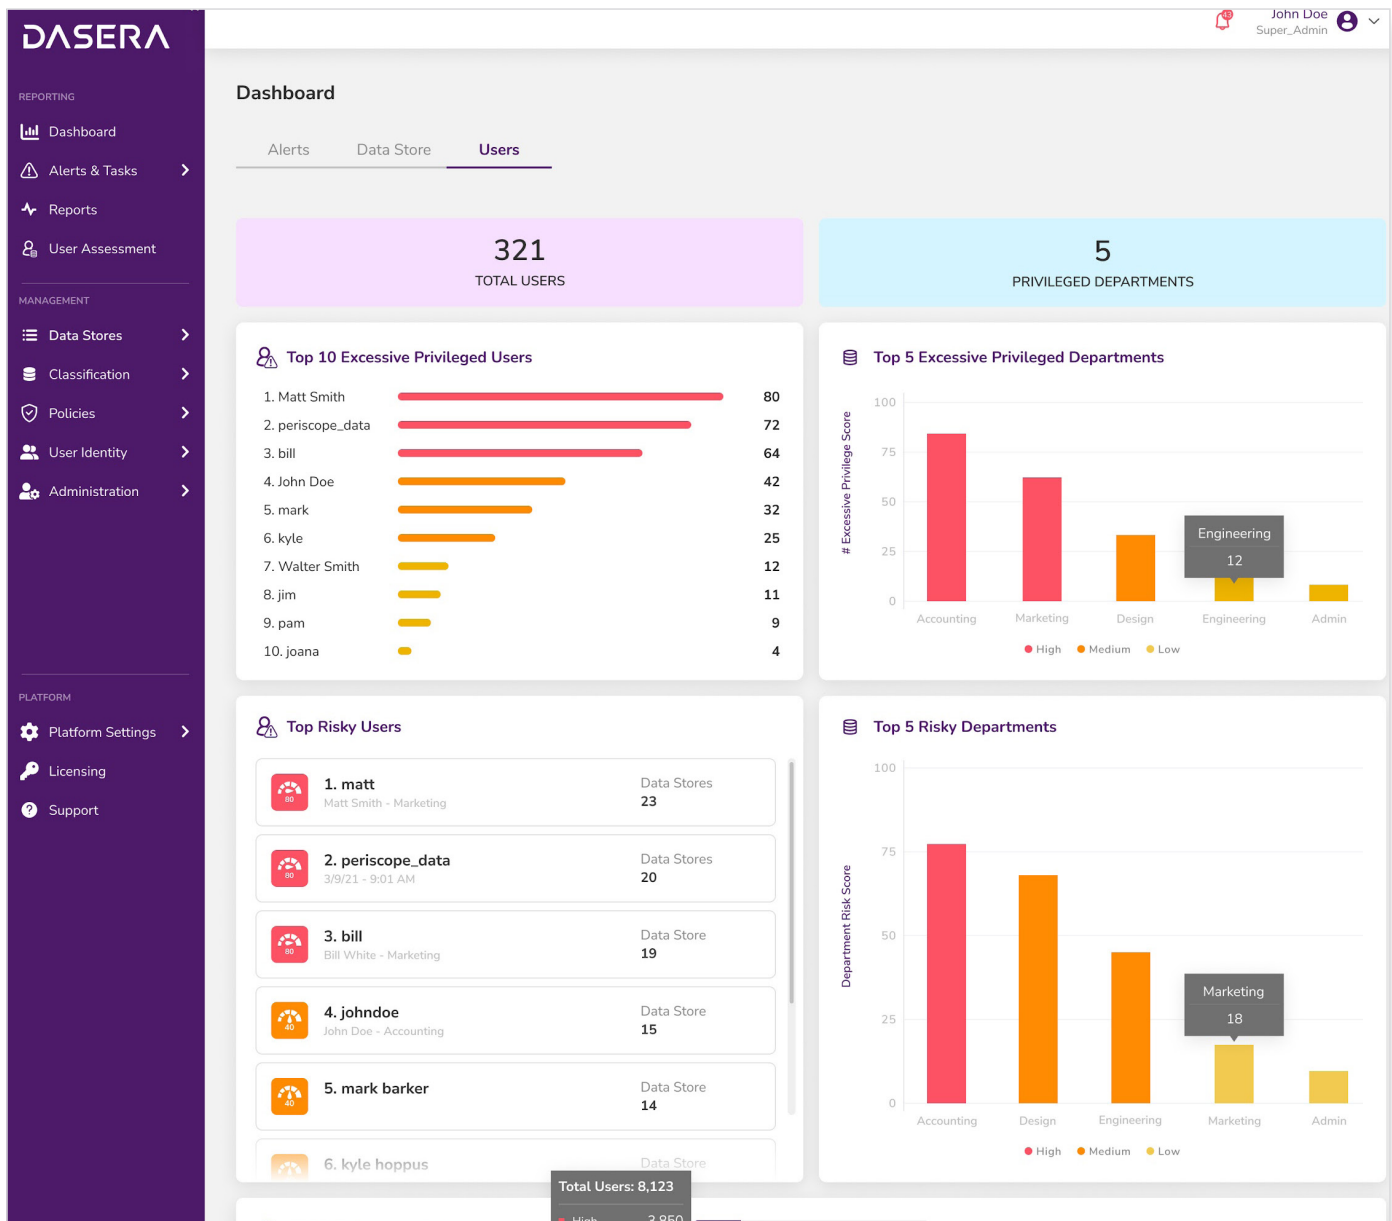 DASERA
43
John Doe
Super_Admin
REPORTING
Dashboard
Alerts & Tasks
Reports
User Assessment
MANAGEMENT
Data Stores
Classification
Policies
User Identity
Administration
PLATFORM
Platform Settings
Licensing
Support
Dashboard
Alerts Data Store Users
321
TOTAL USERS
5
PRIVILEGED DEPARTMENTS
Top 10 Excessive Privileged Users
1. Matt Smith 80
2. periscope_data 72
3. bill 64
4. John Doe 42
5. mark 32
6. kyle 25
7. Walter Smith 12
8. jim 11
9. pam 9
10. joana 4
Top 5 Excessive Privileged Departments
# Excessive Privilege Score
100
75
50
25
0
Engineering
12
Accounting Marketing Design Engineering Admin
High Medium Low
Top Risky Users
80
1. matt
Matt Smith - Marketing
Data Stores
23
80
2. periscope_data
3/9/21 - 9:01 AM
Data Stores
20
80
3. bill
Bill White - Marketing
Data Store
19
40
4. johndoe
John Doe - Accounting
Data Store
15
40
5. mark barker
Data Store
14
6. kyle hoppus
Data Store
Top 5 Risky Departments
Department Risk Score
100
75
50
25
0
Marketing
18
Accounting Design Engineering Marketing Admin
High Medium Low
Total Users: 8,123
High 3,850